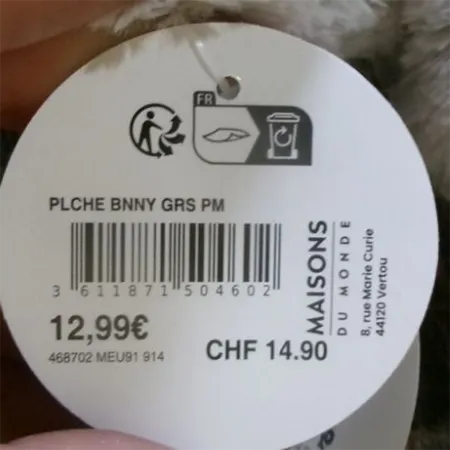 FR
PLCHE BNNY GRS PM
3 611871 504602
12,99€
CHF 14.90
468702 MEU91 914
MAISONS
DU MONDE
8, rue Marie Curie
44120 Vertou